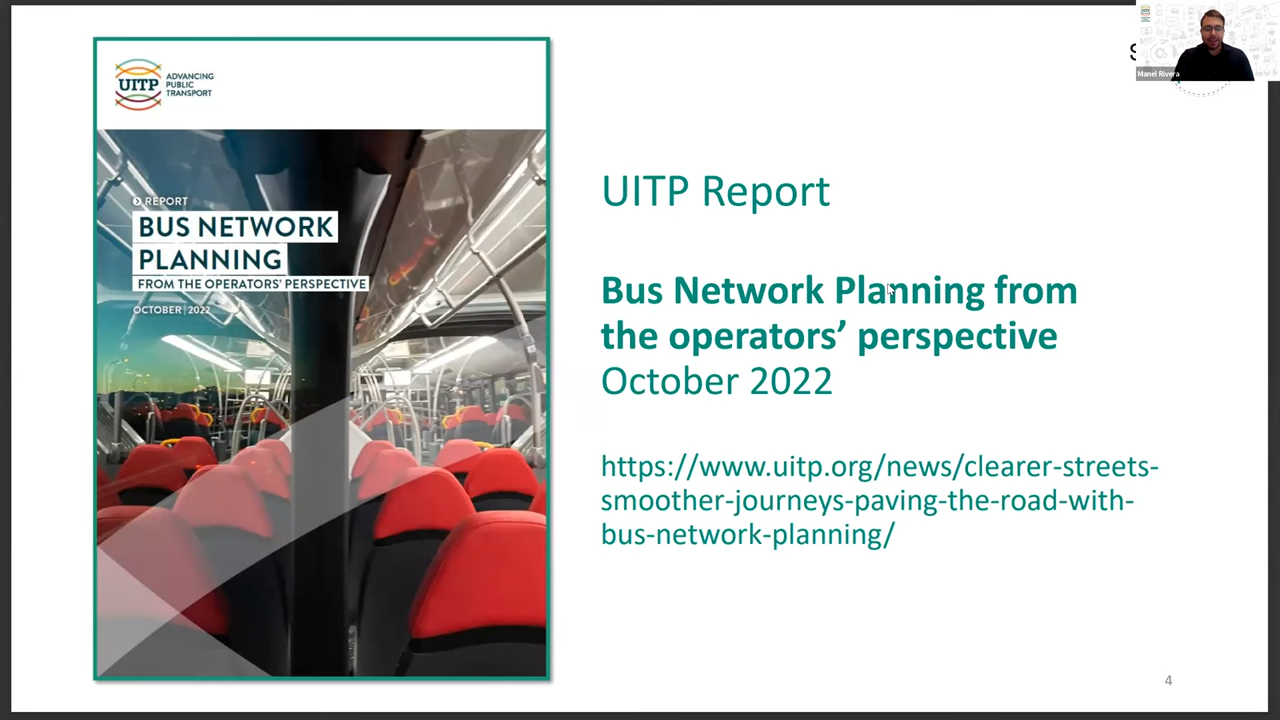 UITP
ADVANCING
PUBLIC
TRANSPORT
REPORT
BUS NETWORK
PLANNING
FROM THE OPERATORS' PERSPECTIVE
OCTOBER | 2022
UITP Report
Bus Network Planning from
the operators’ perspective
October 2022
https://www.uitp.org/news/clearer-streets-
smoother-journeys-paving-the-road-with-
bus-network-planning/
Manel Rivera
4